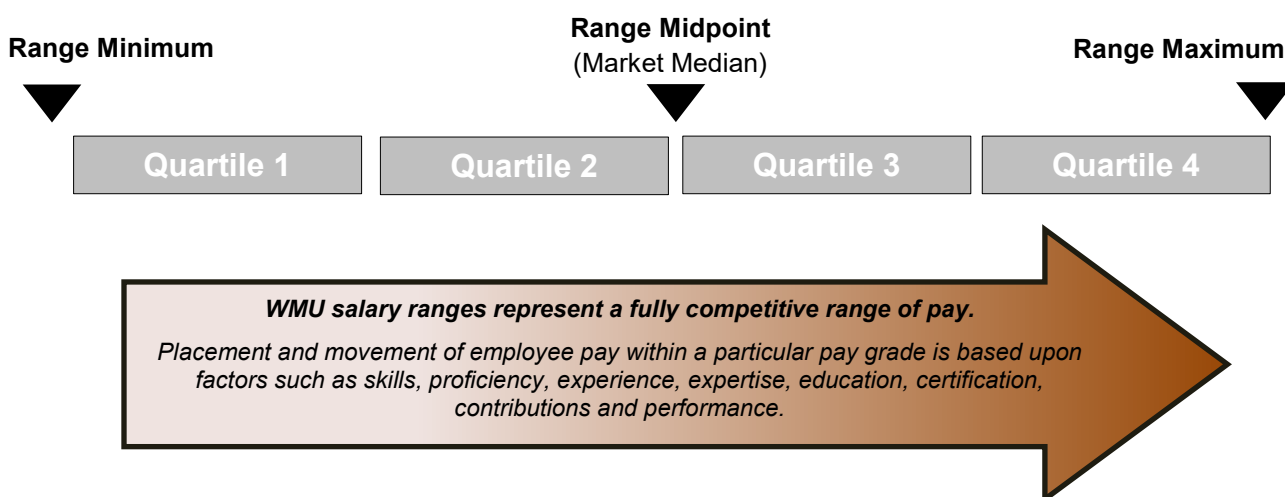 Range Minimum
Range Midpoint
(Market Median)
Range Maximum
Quartile 1
Quartile 2
Quartile 3
Quartile 4
WMU salary ranges represent a fully competitive range of pay.
Placement and movement of employee pay within a particular pay grade is based upon
factors such as skills, proficiency, experience, expertise, education, certification,
contributions and performance.